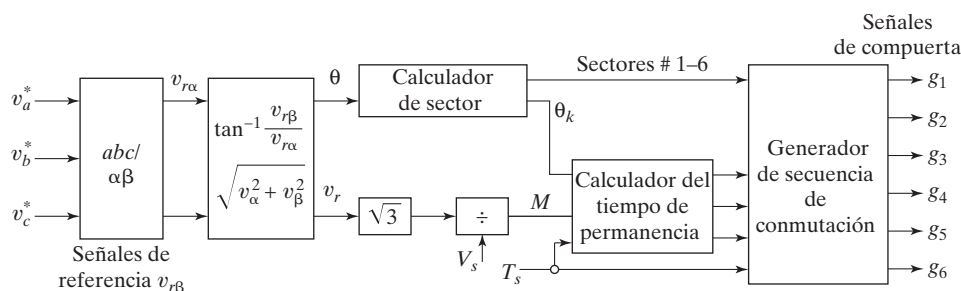 Señales
de compuerta
v*a
v*b
v*c
abc/
αβ
Señales de
referencia vrβ
vrα
tan⁻¹ vrβ/vrα
√(v²α + v²β)
θ
vr
Calculador
de sector
Sectores # 1–6
θk
√3
÷
Vs
M
Ts
Calculador del
tiempo de
permanencia
Generador
de secuencia
de
conmutación
g1
g2
g3
g4
g5
g6